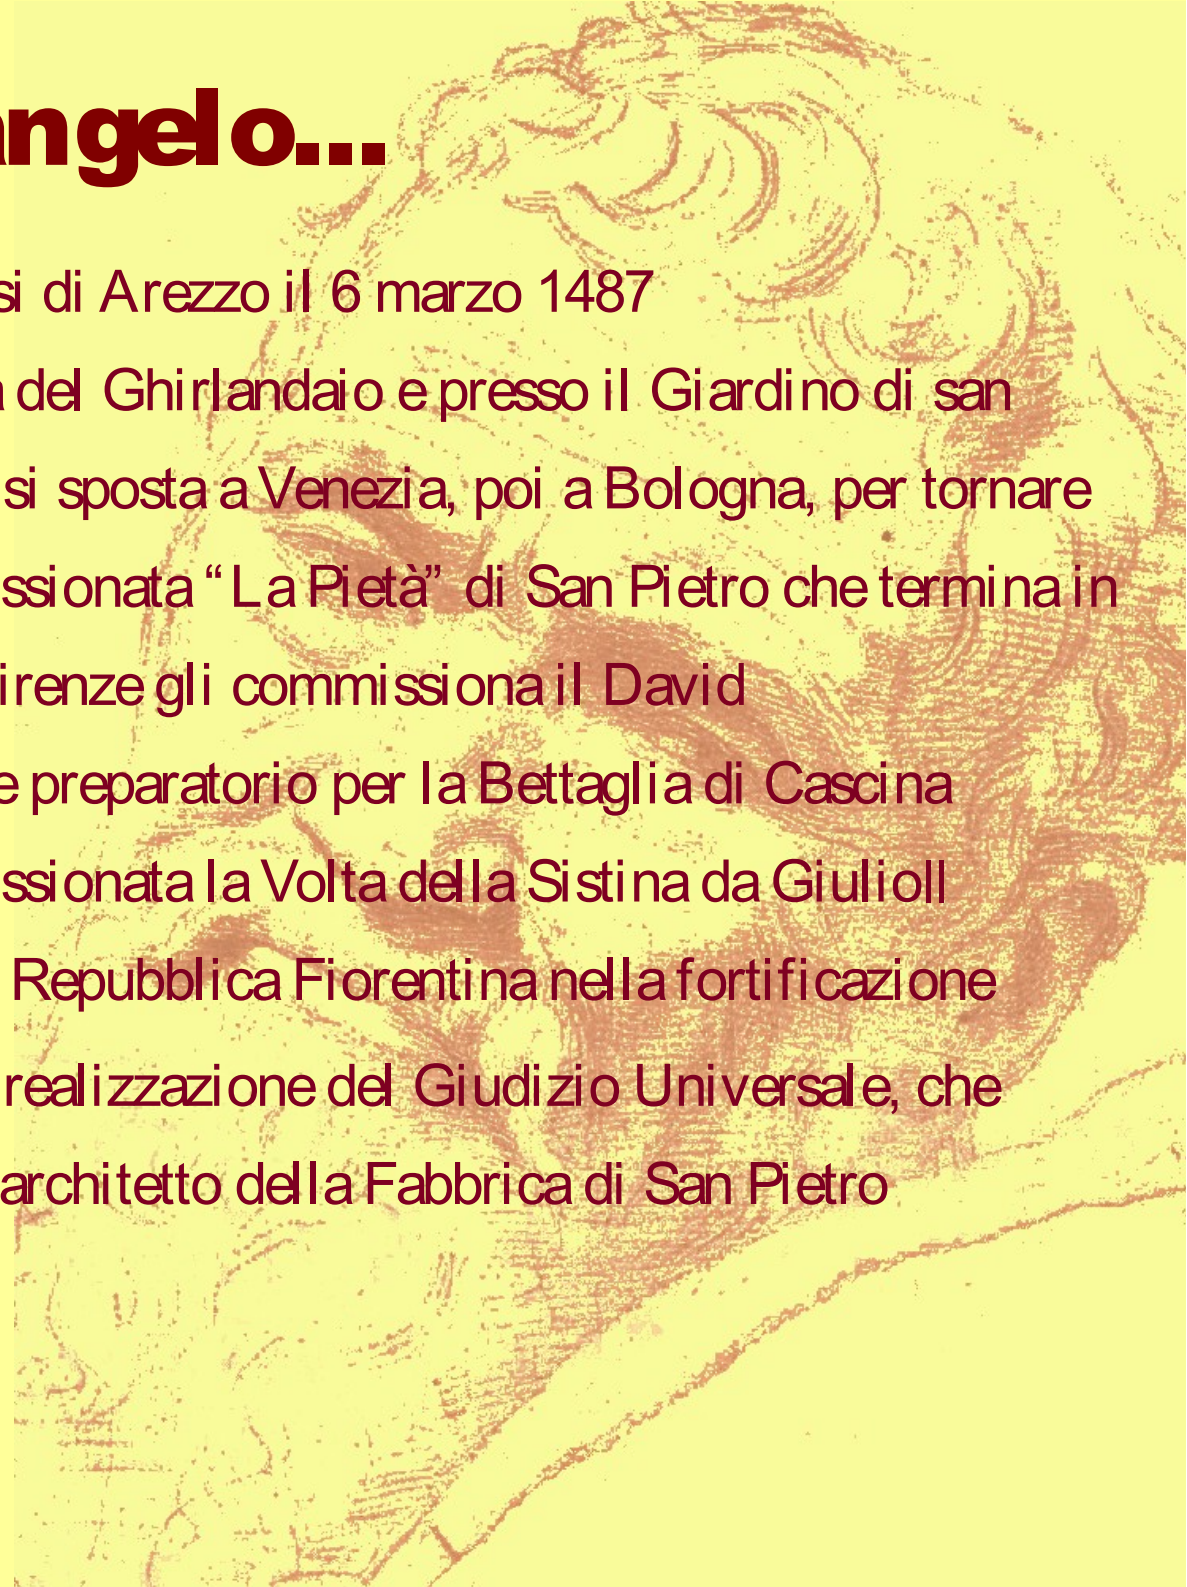 angelo...
si di Arezzo il 6 marzo 1487
a del Ghirlandaio e presso il Giardino di san
si sposta a Venezia, poi a Bologna, per tornare
ssionata “La Pietà” di San Pietro che termina in
irenze gli commissiona il David
e preparatorio per la Bettaglia di Cascina
ssionata la Volta della Sistina da GiulioII
Repubblica Fiorentina nella fortificazione
realizzazione del Giudizio Universale, che
architetto della Fabbrica di San Pietro